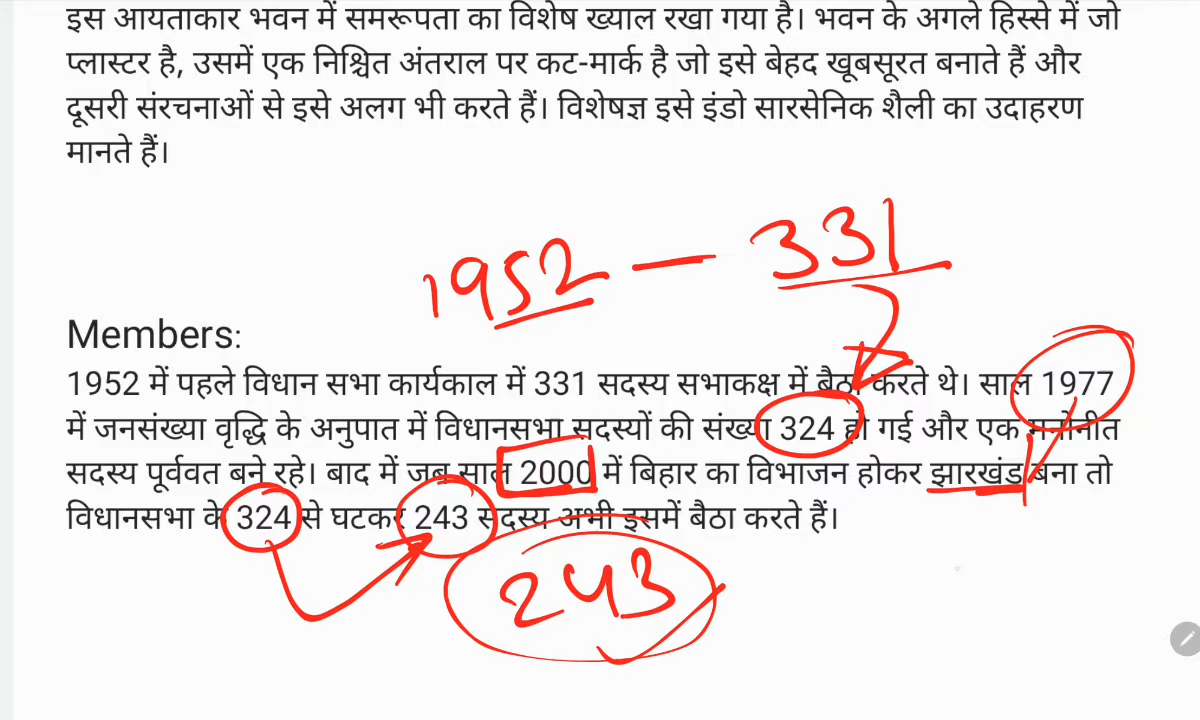 इस आयताकार भवन में समरूपता का विशेष ख्याल रखा गया है। भवन के अगले हिस्से में जो
प्लास्टर है, उसमें एक निश्चित अंतराल पर कट-मार्क है जो इसे बेहद खूबसूरत बनाते हैं और
दूसरी संरचनाओं से इसे अलग भी करते हैं। विशेषज्ञ इसे इंडो सारसेनिक शैली का उदाहरण
मानते हैं।
1952 — 331
Members:
1952 में पहले विधान सभा कार्यकाल में 331 सदस्य सभाकक्ष में बैठा करते थे। साल 1977
में जनसंख्या वृद्धि के अनुपात में विधानसभा सदस्यों की संख्या 324 हो गई और एक मनोनीत
सदस्य पूर्ववत बने रहे। बाद में जब साल 2000 में बिहार का विभाजन होकर झारखंड बना तो
विधानसभा के 324 से घटकर 243 सदस्य अभी इसमें बैठा करते हैं।
243